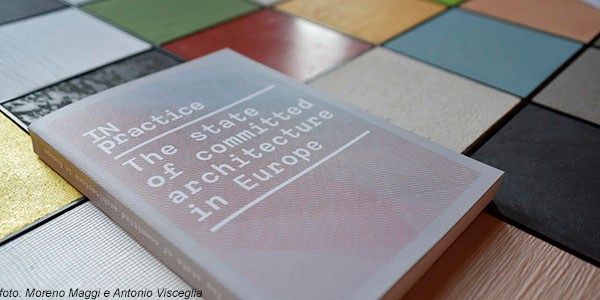 IN
practice
The state
of committed
architecture
in Europe
foto: Moreno Maggi e Antonio Visceglia